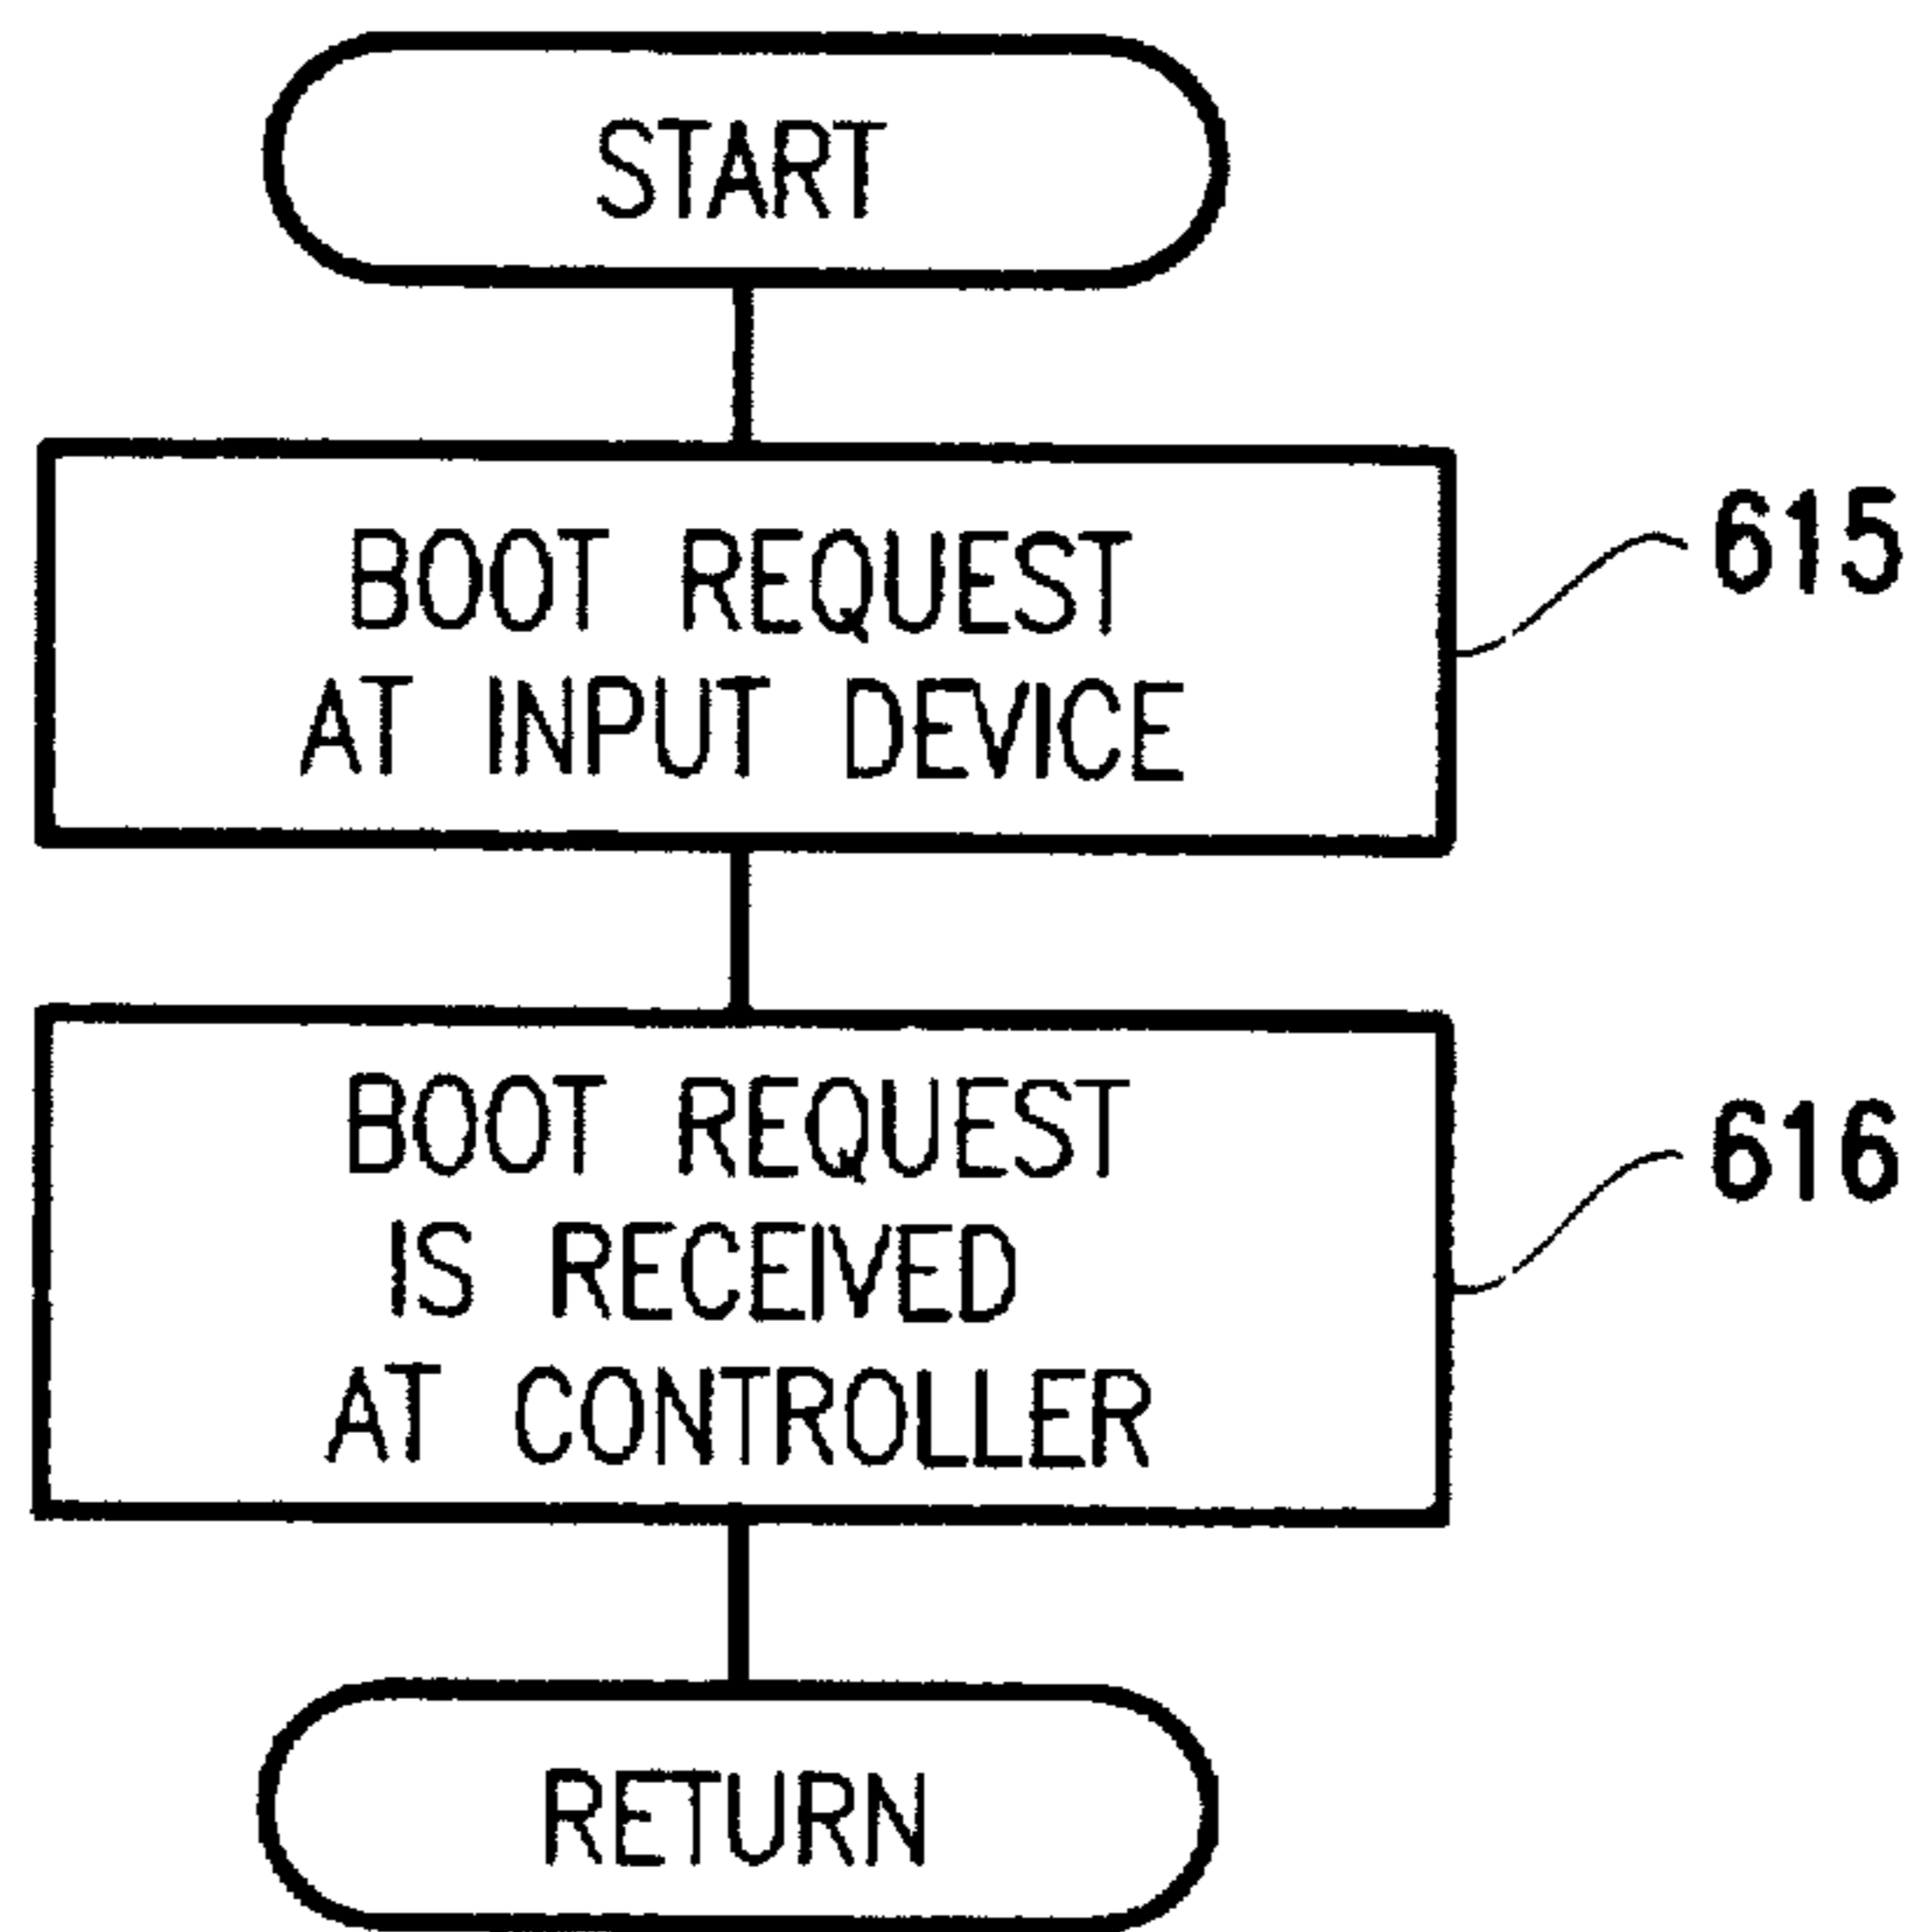 START
BOOT REQUEST
AT INPUT DEVICE
615
BOOT REQUEST
IS RECEIVED
AT CONTROLLER
616
RETURN